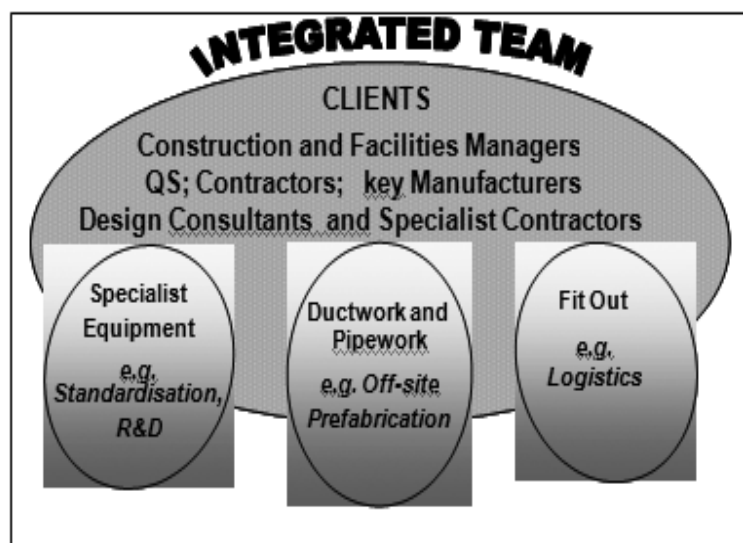 INTEGRATED TEAM
CLIENTS
Construction and Facilities Managers
QS; Contractors; key Manufacturers
Design Consultants and Specialist Contractors
Specialist
Equipment
e.g.
Standardisation,
R&D
Ductwork and
Pipework
e.g. Off-site
Prefabrication
Fit Out
e.g.
Logistics